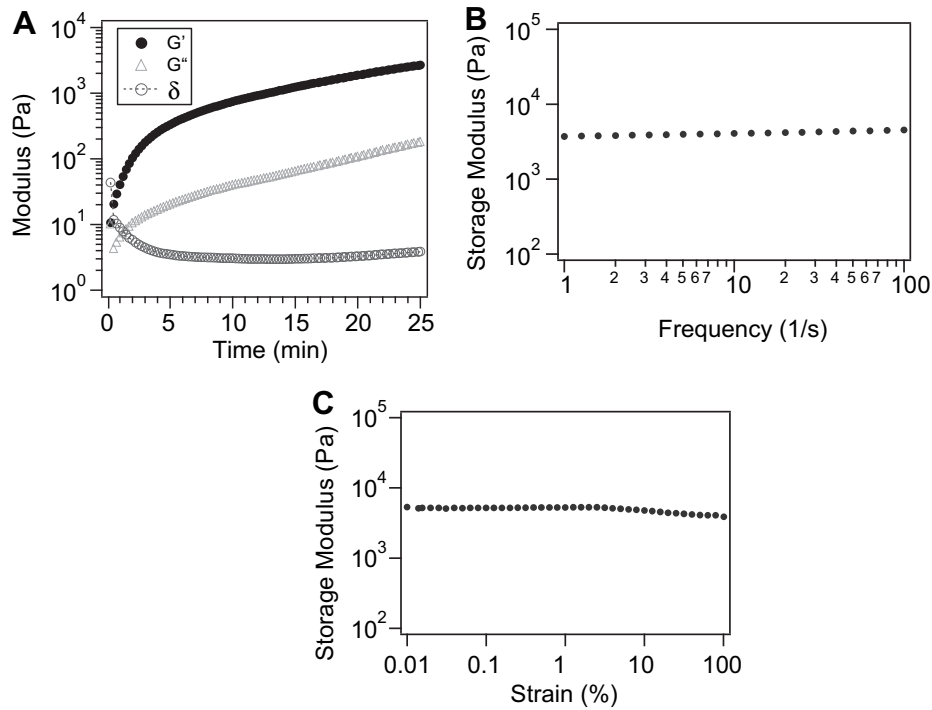 A
G’
G“
δ
Modulus (Pa)
10⁴
10³
10²
10¹
10⁰
0 5 10 15 20 25
Time (min)
B
Storage Modulus (Pa)
10⁵
10⁴
10³
10²
1 2 3 4 5 6 7 10 2 3 4 5 6 7 100
Frequency (1/s)
C
Storage Modulus (Pa)
10⁵
10⁴
10³
10²
0.01 0.1 1 10 100
Strain (%)